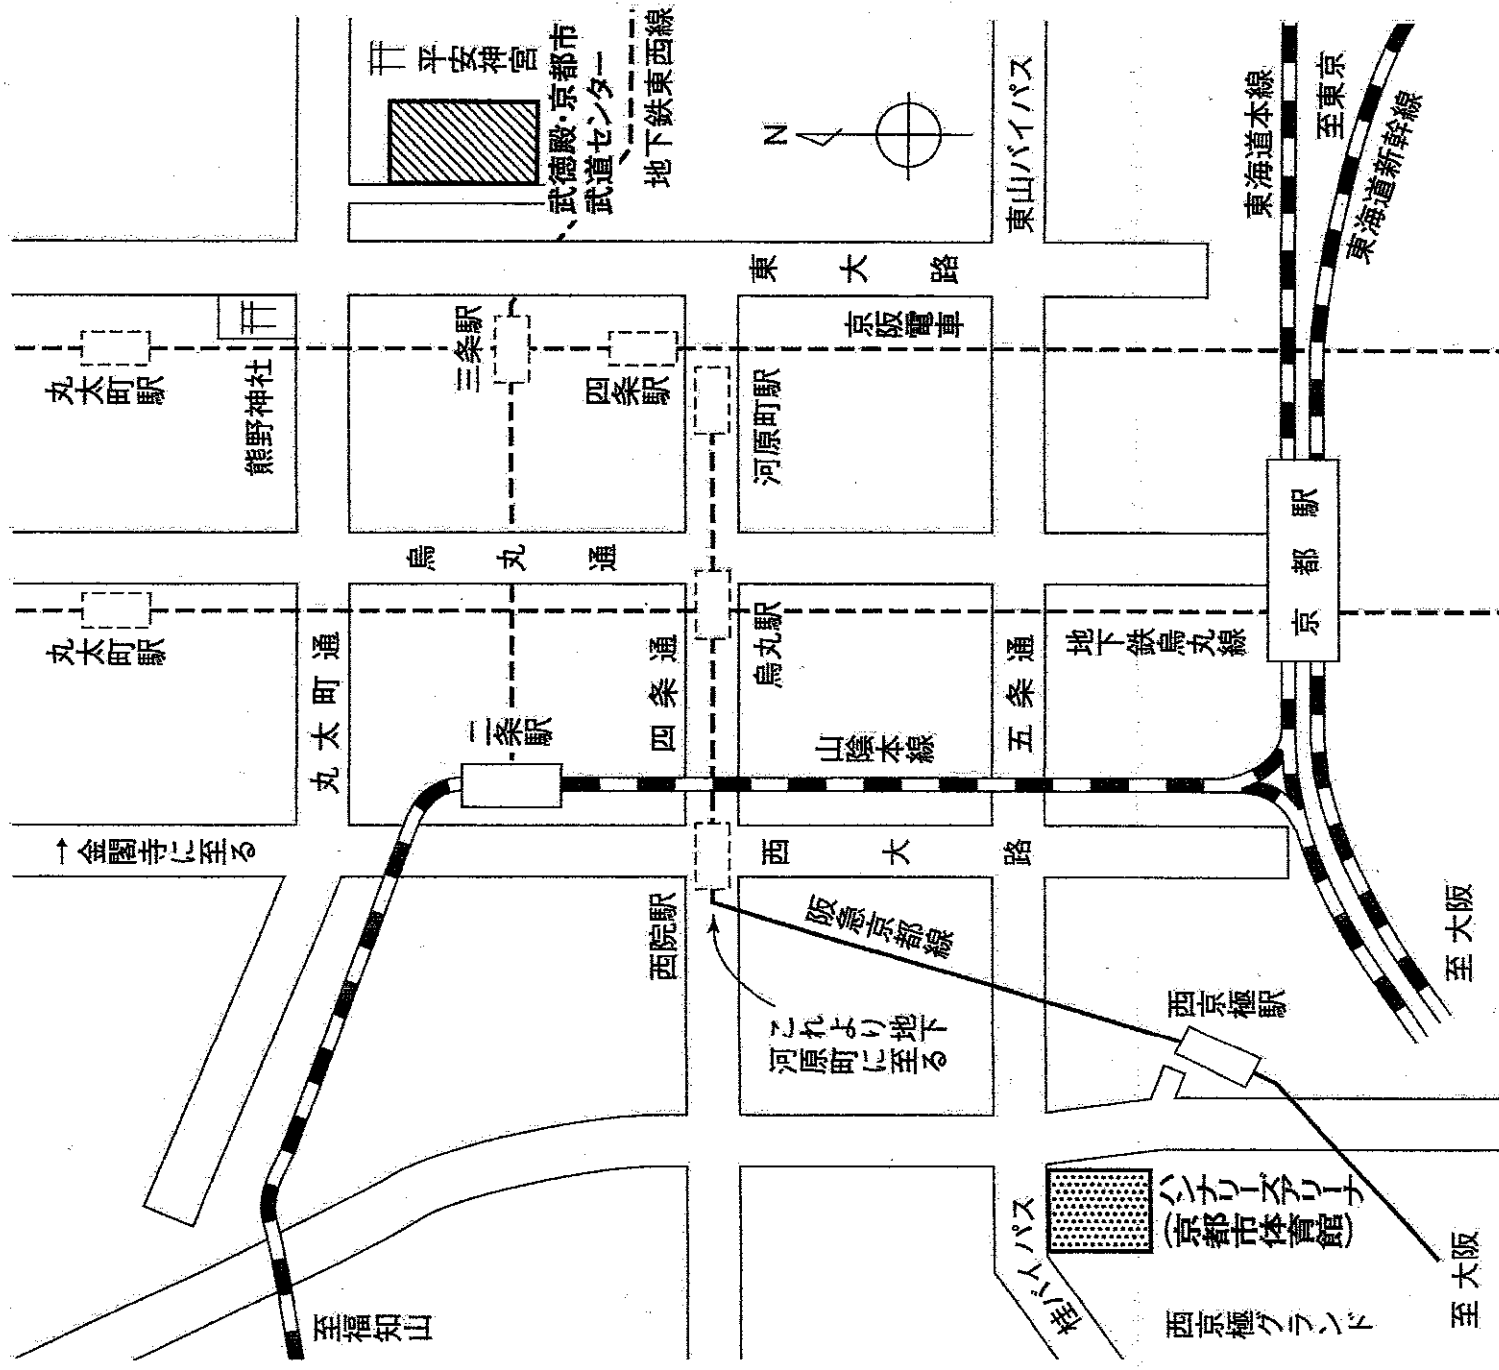 平安神宮
武徳殿・京都市
武道センター
地下鉄東西線
N
東山バイパス
東海道本線
至東京
東海道新幹線
丸太町駅
熊野神社
三条駅
四条駅
河原町駅
東大路
京阪電車
烏丸通
丸太町駅
丸太町通
二条駅
四条通
烏丸駅
山陰本線
五条通
地下鉄烏丸線
京都駅
→金閣寺に至る
西大路
西院駅
阪急京都線
これより地下
河原町に至る
西京極駅
至大阪
至福知山
桂バイパス
ハンナリーズアリーナ
(京都市体育館)
西京極グランド
至大阪